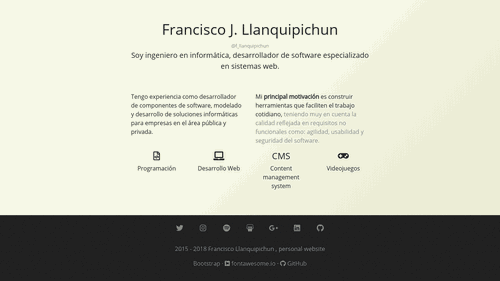 Francisco J. Llanquipichun
@f_llanquipichun
Soy ingeniero en informática, desarrollador de software especializado
en sistemas web.
Tengo experiencia como desarrollador
de componentes de software, modelado
y desarrollo de soluciones informáticas
para empresas en el área pública y
privada.
Mi principal motivación es construir
herramientas que faciliten el trabajo
cotidiano, teniendo muy en cuenta la
calidad reflejada en requisitos no
funcionales como: agilidad, usabilidad y
seguridad del software.
Programación
Desarrollo Web
CMS
Content
management
system
Videojuegos
2015 - 2018 Francisco Llanquipichun , personal website
Bootstrap · fontawesome.io · GitHub